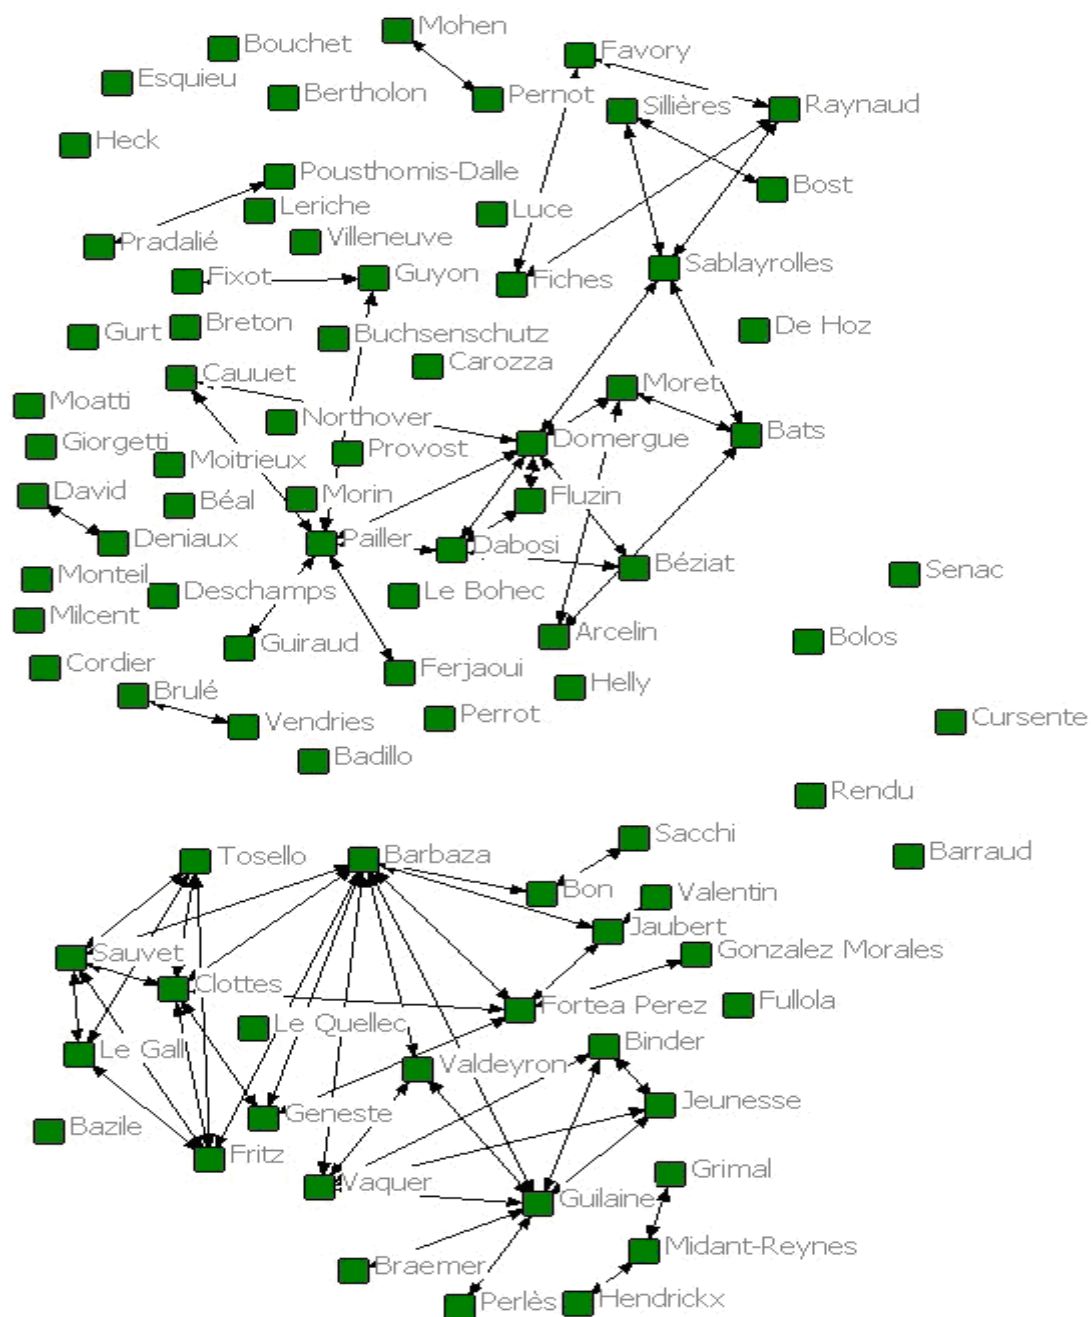 Mohen
Bouchet
Favory
Esquieu
Bertholon
Pernot
Sillières
Raynaud
Heck
Pousthomis-Dalle
Bost
Leriche
Luce
Pradalié
Villeneuve
Fixot
Guyon
Fiches
Sablayrolles
Gurt
Breton
Buchsenschutz
De Hoz
Carozza
Cauuet
Moret
Moatti
Northover
Domergue
Bats
Giorgetti
Provost
Moitrieux
David
Béal
Morin
Fluzin
Deniaux
Pailler
Dabosi
Béziat
Monteil
Deschamps
Le Bohec
Senac
Milcent
Guiraud
Arcelin
Bolos
Cordier
Ferjaoui
Helly
Brulé
Vendries
Perrot
Cursente
Badillo
Rendu
Sacchi
Tosello
Barbaza
Barraud
Bon
Valentin
Jaubert
Sauvet
Gonzalez Morales
Clottes
Fortea Perez
Fullola
Le Quellec
Binder
Le Gall
Valdeyron
Jeunesse
Bazile
Geneste
Fritz
Grimal
Vaquer
Guilaine
Midant-Reynes
Braemer
Perlès
Hendrickx